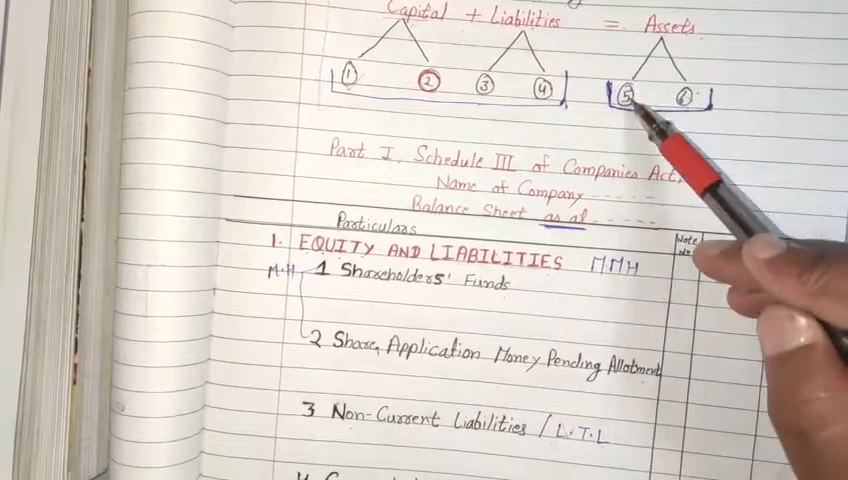 Capital + Liabilities = Assets
1 2 3 4 5 6
Part I, Schedule III of Companies Act,
Name of Company ------
Balance Sheet as at -----
Particulars Note No.
1. EQUITY AND LIABILITIES MMH
M.H 1 Shareholders' Funds
2 Share Application Money Pending Allotment
3 Non-Current Liabilities / L.T.L
4